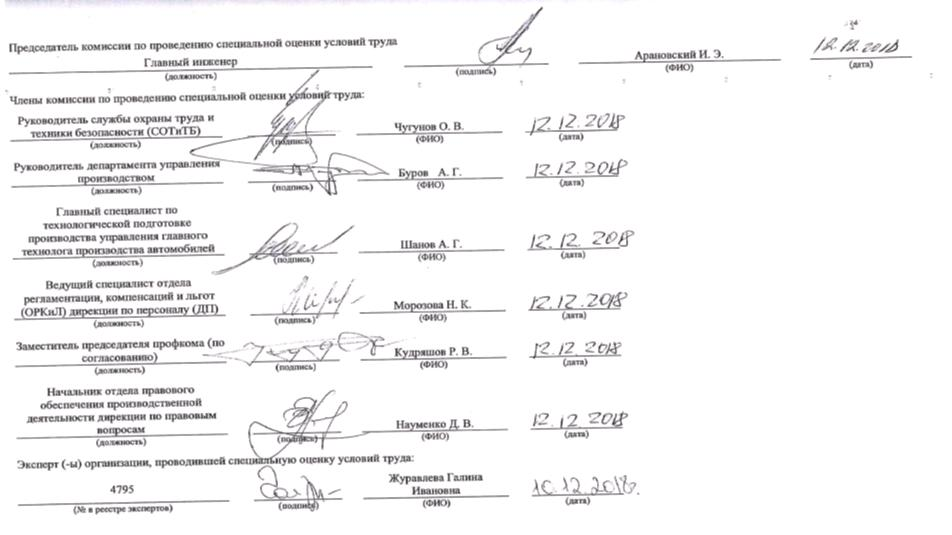 Председатель комиссии по проведению специальной оценки условий труда
Главный инженер Арановский И. Э. 12.12.2018
(должность) (подпись) (ФИО) (дата)
Члены комиссии по проведению специальной оценки условий труда:
Руководитель службы охраны труда и
техники безопасности (СОТиТБ) Чугунов О. В. 12.12.2018
(должность) (подпись) (ФИО) (дата)
Руководитель департамента управления
производством Буров А. Г. 12.12.2018
(должность) (подпись) (ФИО) (дата)
Главный специалист по
технологической подготовке
производства управления главного
технолога производства автомобилей Шанов А. Г. 12.12. 2018
(должность) (подпись) (ФИО) (дата)
Ведущий специалист отдела
регламентации, компенсаций и льгот
(ОРКиЛ) дирекции по персоналу (ДП) Морозова Н. К. 12.12.2018
(должность) (подпись) (ФИО) (дата)
Заместитель председателя профкома (по
согласованию) Кудряшов Р. В. 12.12.2018
(должность) (подпись) (ФИО) (дата)
Начальник отдела правового
обеспечения производственной
деятельности дирекции по правовым
вопросам Науменко Д. В. 12.12.2018
(должность) (подпись) (ФИО) (дата)
Эксперт (-ы) организации, проводившей специальную оценку условий труда:
4795 Журавлева Галина
Ивановна 10.12.2018г.
(№ в реестре экспертов) (подпись) (ФИО) (дата)